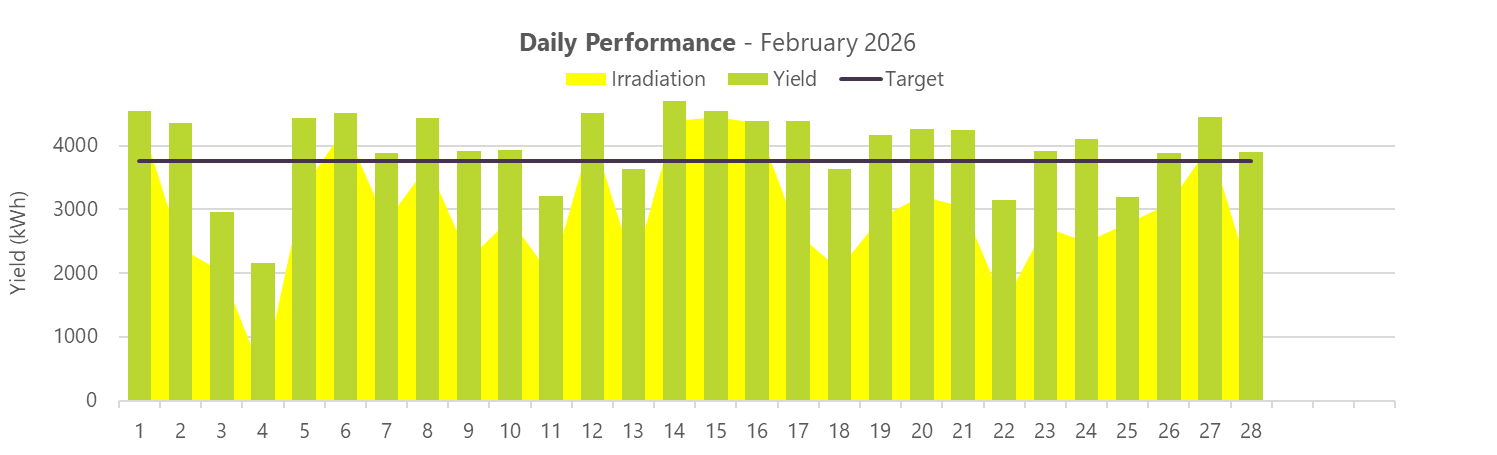 Daily Performance - February 2026
Irradiation Yield Target
Yield (kWh)
4000
3000
2000
1000
0
1 2 3 4 5 6 7 8 9 10 11 12 13 14 15 16 17 18 19 20 21 22 23 24 25 26 27 28